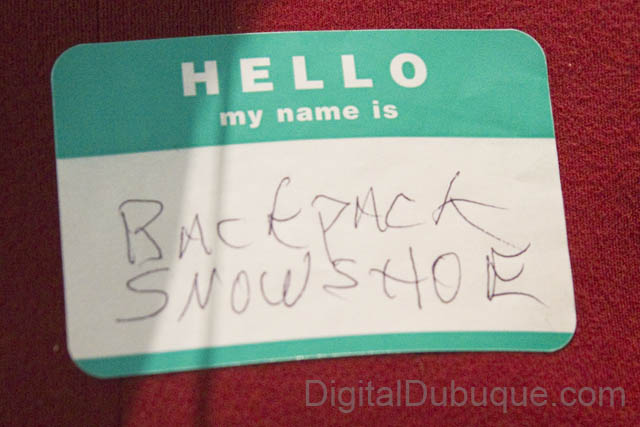 HELLO
my name is
BACKPACK
SNOWSHOE
DigitalDubuque.com